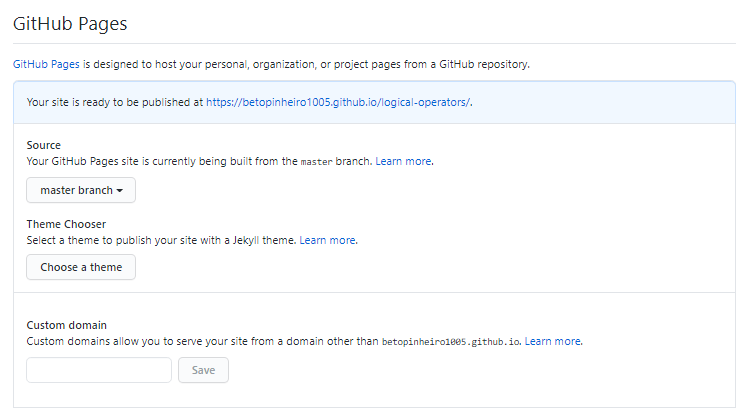 GitHub Pages
GitHub Pages is designed to host your personal, organization, or project pages from a GitHub repository.
Your site is ready to be published at https://betopinheiro1005.github.io/logical-operators/.
Source
Your GitHub Pages site is currently being built from the master branch. Learn more.
master branch
Theme Chooser
Select a theme to publish your site with a Jekyll theme. Learn more.
Choose a theme
Custom domain
Custom domains allow you to serve your site from a domain other than betopinheiro1005.github.io. Learn more.
Save